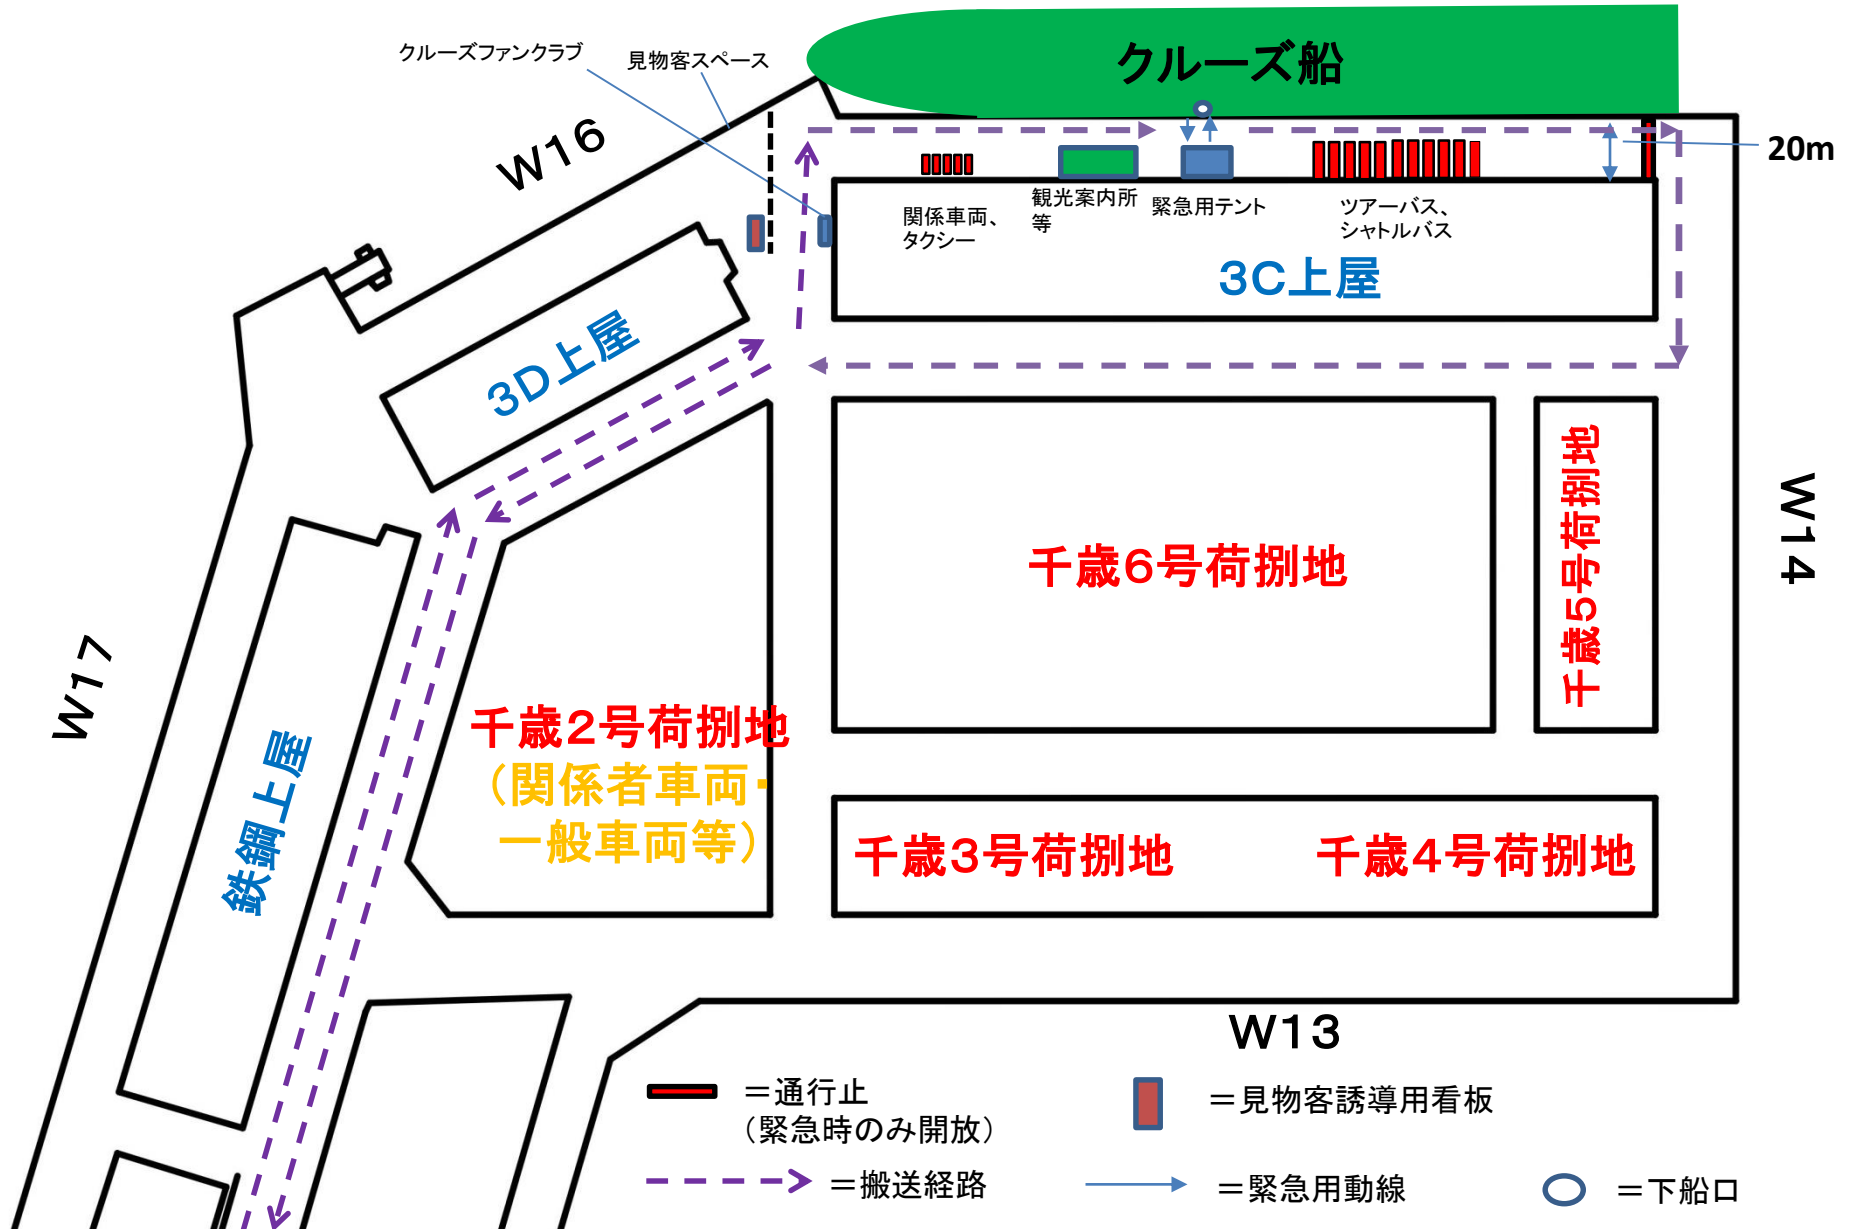 クルーズ船
クルーズファンクラブ
見物客スペース
W16
20m
関係車両、
タクシー
観光案内所
等
緊急用テント
ツアーバス、
シャトルバス
3C上屋
3D上屋
千歳6号荷捌地
千歳5号荷捌地
W14
W17
鉄鋼上屋
千歳2号荷捌地
(関係者車両・
一般車両等)
千歳3号荷捌地
千歳4号荷捌地
W13
＝通行止
(緊急時のみ開放)
＝見物客誘導用看板
＝搬送経路
＝緊急用動線
＝下船口